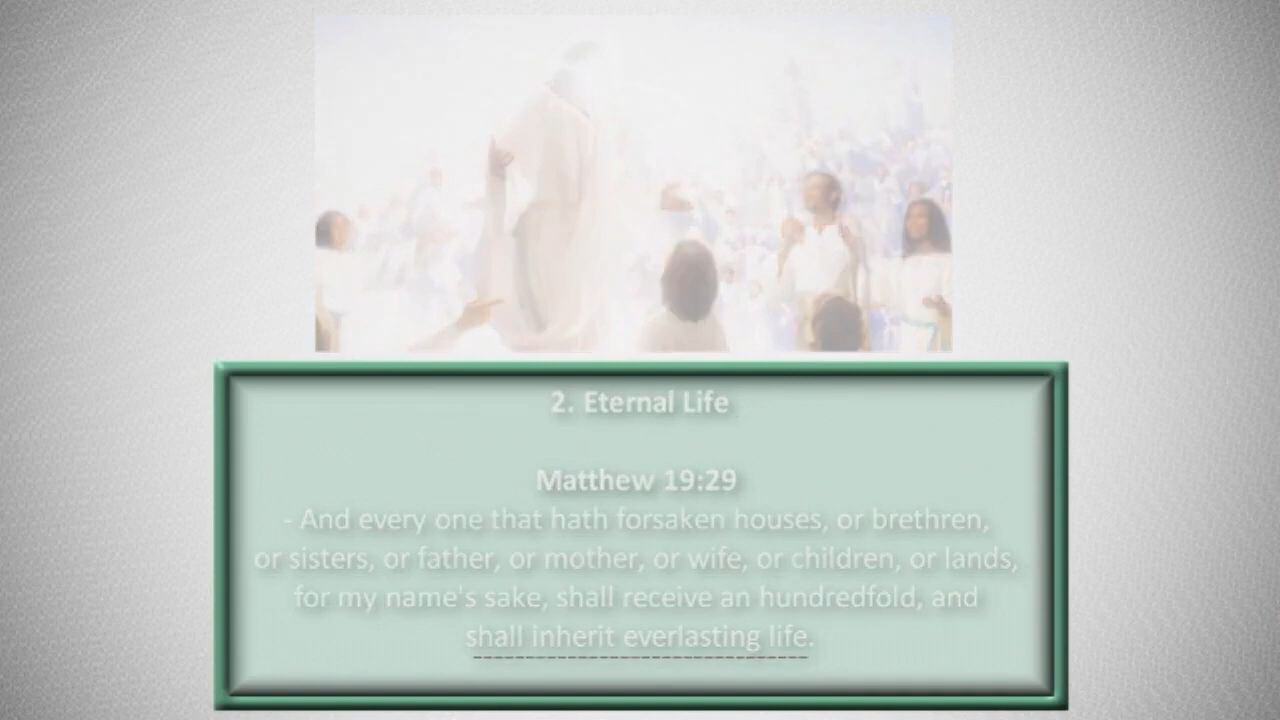 2. Eternal Life
Matthew 19:29
- And every one that hath forsaken houses, or brethren,
or sisters, or father, or mother, or wife, or children, or lands,
for my name's sake, shall receive an hundredfold, and
shall inherit everlasting life.